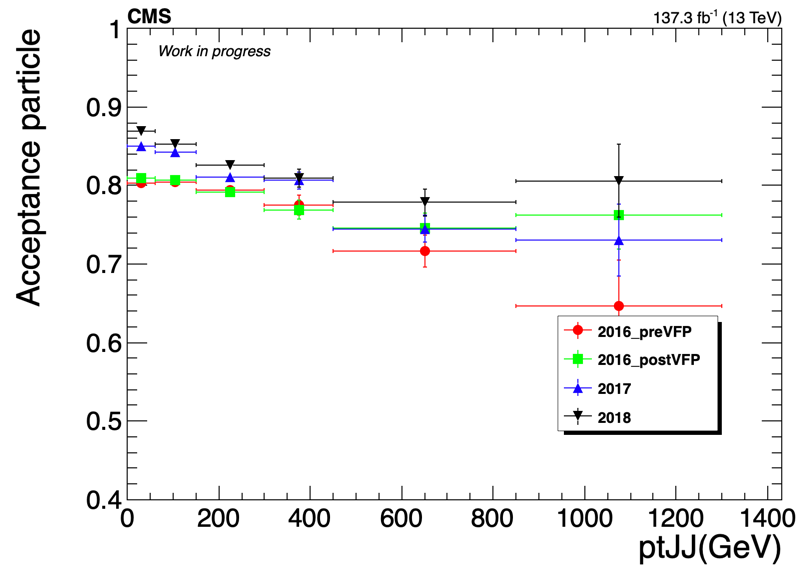 CMS
137.3 fb⁻¹ (13 TeV)
Work in progress
Acceptance particle
1
0.9
0.8
0.7
0.6
0.5
0.4
2016_preVFP
2016_postVFP
2017
2018
0 200 400 600 800 1000 1200 1400
ptJJ(GeV)